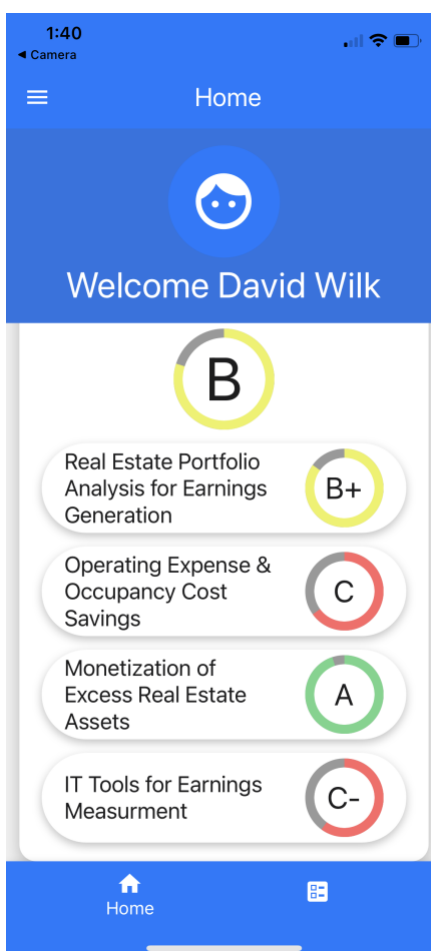 1:40
◀ Camera
Home
Welcome David Wilk
B
Real Estate Portfolio
Analysis for Earnings
Generation
B+
Operating Expense &
Occupancy Cost
Savings
C
Monetization of
Excess Real Estate
Assets
A
IT Tools for Earnings
Measurment
C-
Home